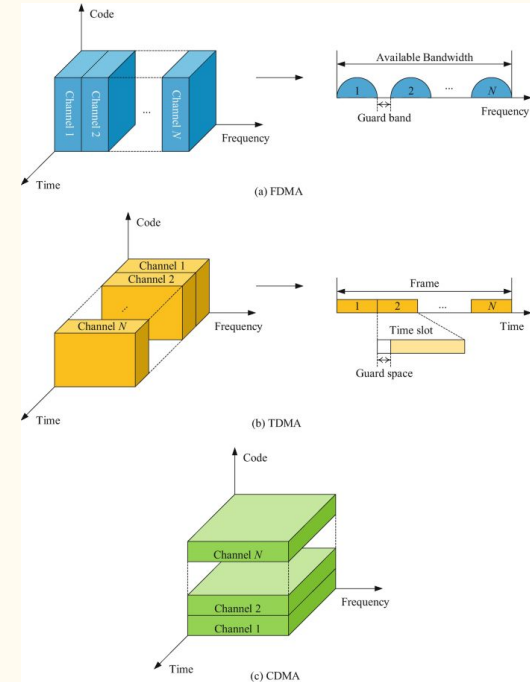 Code
Channel 1
Channel 2
...
Channel N
Frequency
Time
Available Bandwidth
1
2
...
N
Frequency
Guard band
(a) FDMA
Code
Channel 1
Channel 2
...
Channel N
Frequency
Time
Frame
1
2
...
N
Time
Time slot
Guard space
(b) TDMA
Code
Channel N
Channel 2
Channel 1
Frequency
Time
(c) CDMA